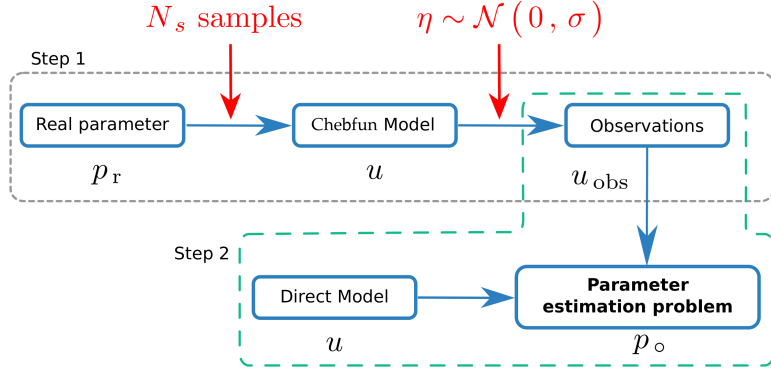 N_s samples
η ∼ 𝒩 ( 0 , σ )
Step 1
Real parameter
Chebfun Model
Observations
p_r
u
u_obs
Step 2
Direct Model
Parameter
estimation problem
u
p_∘